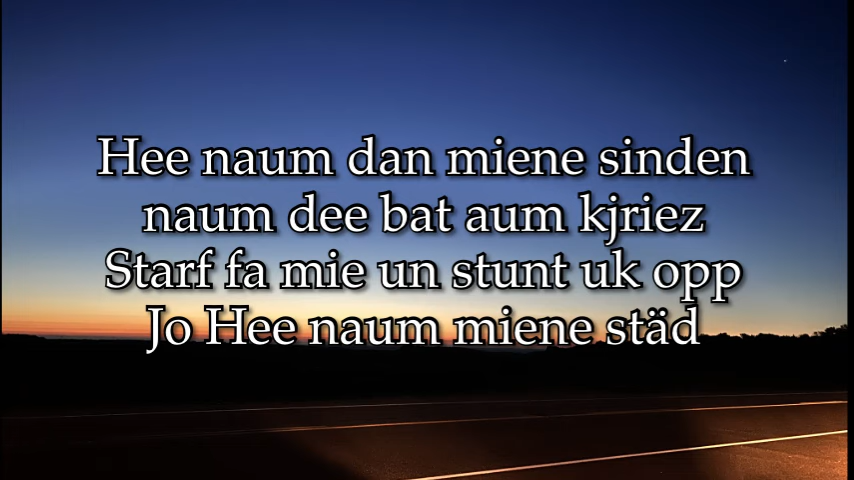 Hee naum dan miene sinden
naum dee bat aum kjriez
Starf fa mie un stunt uk opp
Jo Hee naum miene städ